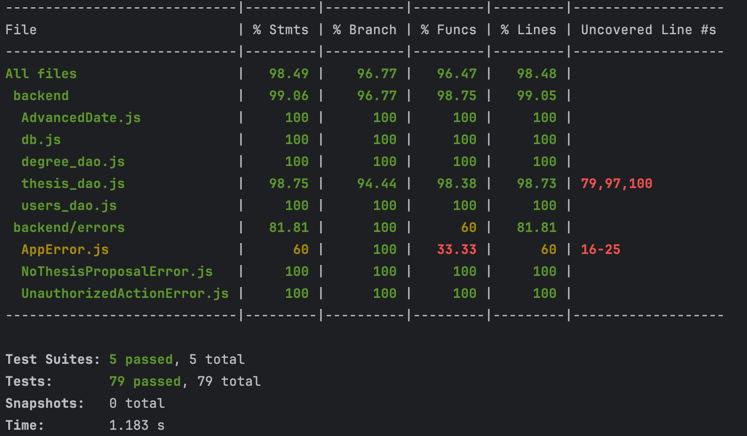 -----------------------------|---------|----------|---------|---------|-------------------
File                         | % Stmts | % Branch | % Funcs | % Lines | Uncovered Line #s
-----------------------------|---------|----------|---------|---------|-------------------
All files                    |   98.49 |    96.77 |   96.47 |   98.48 |
 backend                     |   99.06 |    96.77 |   98.75 |   99.05 |
  AdvancedDate.js            |     100 |      100 |     100 |     100 |
  db.js                      |     100 |      100 |     100 |     100 |
  degree_dao.js              |     100 |      100 |     100 |     100 |
  thesis_dao.js              |   98.75 |    94.44 |   98.38 |   98.73 | 79,97,100
  users_dao.js               |     100 |      100 |     100 |     100 |
 backend/errors              |   81.81 |      100 |      60 |   81.81 |
  AppError.js                |      60 |      100 |   33.33 |      60 | 16-25
  NoThesisProposalError.js   |     100 |      100 |     100 |     100 |
  UnauthorizedActionError.js |     100 |      100 |     100 |     100 |
-----------------------------|---------|----------|---------|---------|-------------------
Test Suites: 5 passed, 5 total
Tests:       79 passed, 79 total
Snapshots:   0 total
Time:        1.183 s